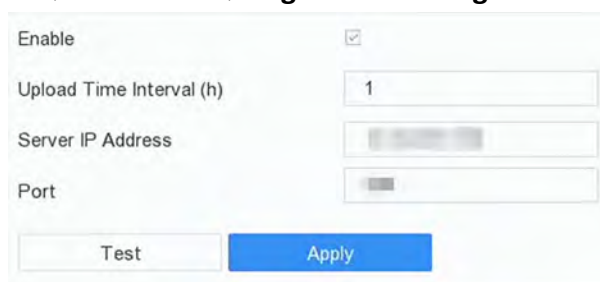 Enable
Upload Time Interval (h) 1
Server IP Address
Port
Test Apply